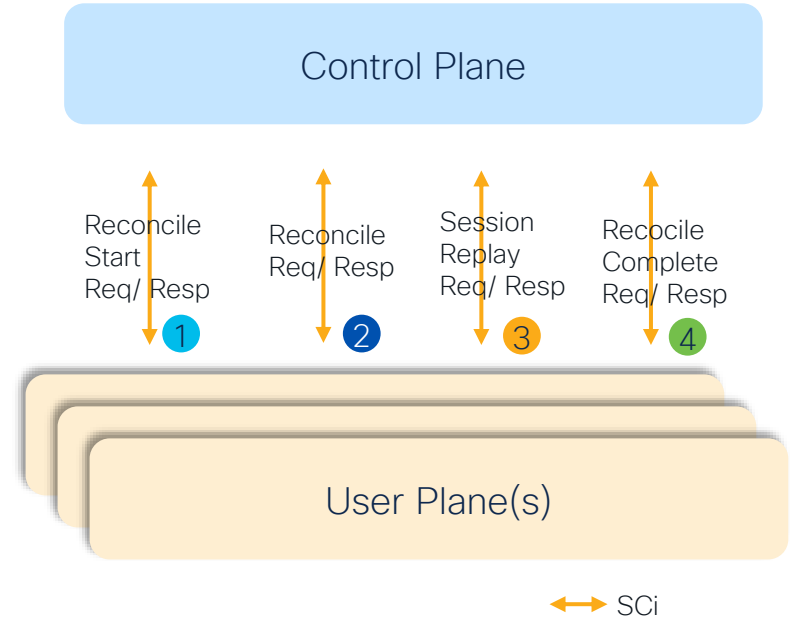 Control Plane
Reconcile
Start
Req/ Resp
1
Reconcile
Req/ Resp
2
Session
Replay
Req/ Resp
3
Recocile
Complete
Req/ Resp
4
User Plane(s)
SCi